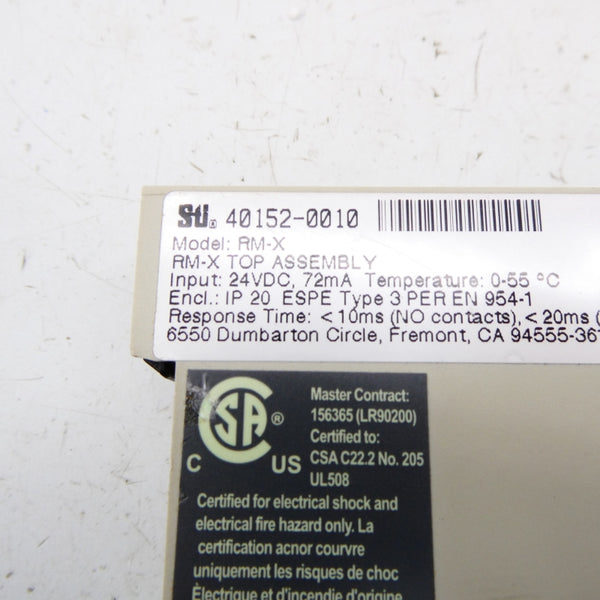 STI® 40152-0010
Model: RM-X
RM-X TOP ASSEMBLY
Input: 24VDC, 72mA Temperature: 0-55 °C
Encl.: IP 20 ESPE Type 3 PER EN 954-1
Response Time: <10ms (NO contacts),<20ms (
6550 Dumbarton Circle, Fremont, CA 94555-361
CSA®
C US
Master Contract:
156365 (LR90200)
Certified to:
CSA C22.2 No. 205
UL508
Certified for electrical shock and
electrical fire hazard only. La
certification acnor courvre
uniquement les risques de choc
Èlectrique et d'incendie d'origine